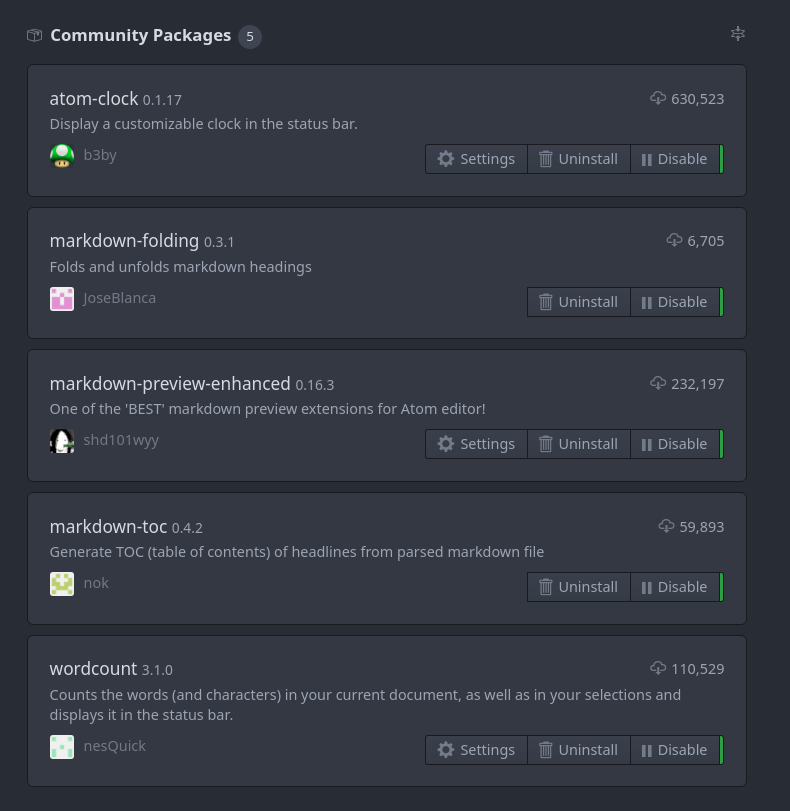 Community Packages 5
atom-clock 0.1.17 630,523
Display a customizable clock in the status bar.
b3by Settings Uninstall Disable
markdown-folding 0.3.1 6,705
Folds and unfolds markdown headings
JoseBlanca Uninstall Disable
markdown-preview-enhanced 0.16.3 232,197
One of the 'BEST' markdown preview extensions for Atom editor!
shd101wyy Settings Uninstall Disable
markdown-toc 0.4.2 59,893
Generate TOC (table of contents) of headlines from parsed markdown file
nok Uninstall Disable
wordcount 3.1.0 110,529
Counts the words (and characters) in your current document, as well as in your selections and
displays it in the status bar.
nesQuick Settings Uninstall Disable